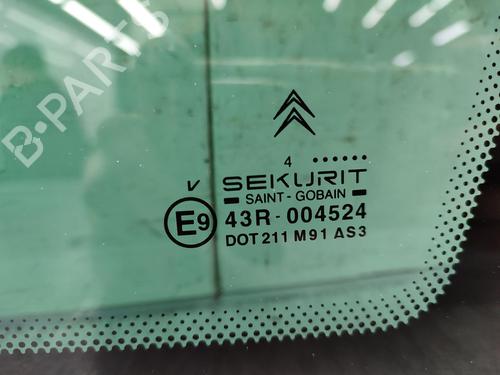 B-PARTS
4 ......
V SEKURIT
SAINT-GOBAIN
E9 43R-004524
DOT 211 M91 AS3